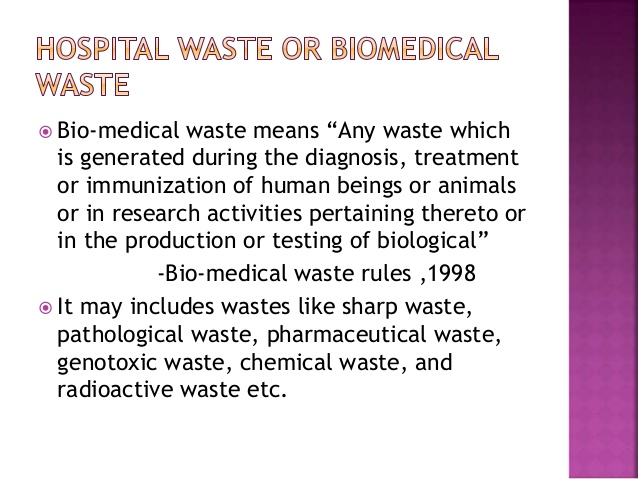 HOSPITAL WASTE OR BIOMEDICAL
WASTE
Bio-medical waste means “Any waste which
is generated during the diagnosis, treatment
or immunization of human beings or animals
or in research activities pertaining thereto or
in the production or testing of biological”
-Bio-medical waste rules ,1998
It may includes wastes like sharp waste,
pathological waste, pharmaceutical waste,
genotoxic waste, chemical waste, and
radioactive waste etc.